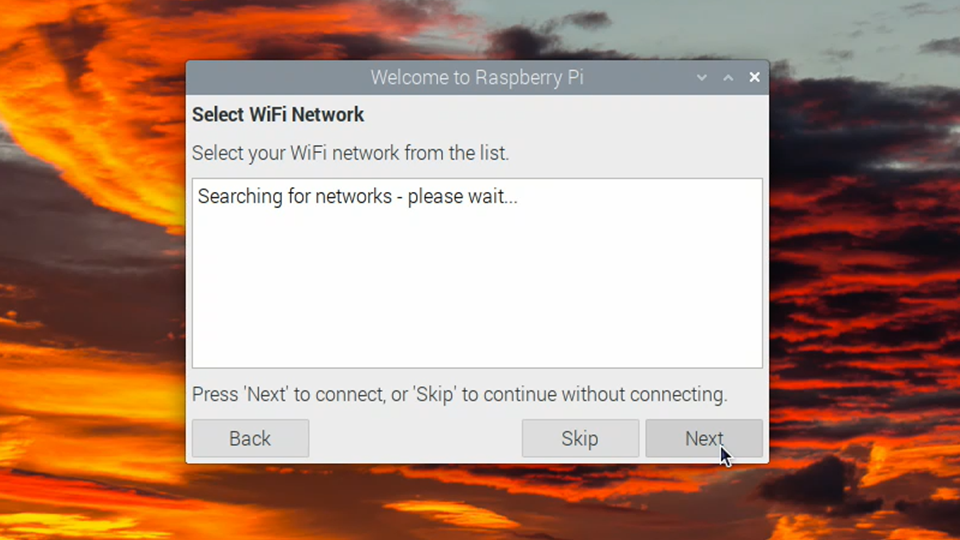 Welcome to Raspberry Pi
Select WiFi Network
Select your WiFi network from the list.
Searching for networks - please wait...
Press 'Next' to connect, or 'Skip' to continue without connecting.
Back
Skip
Next